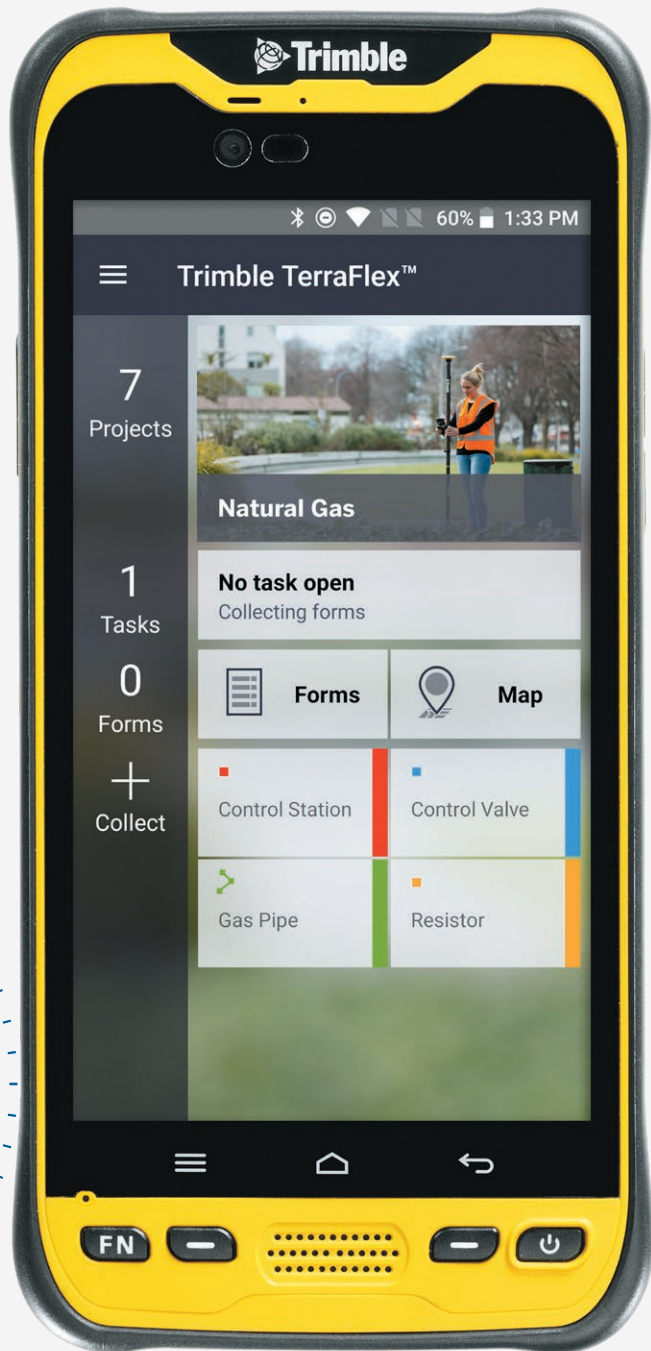 Trimble
60% 1:33 PM
Trimble TerraFlex™
7
Projects
Natural Gas
1
Tasks
No task open
Collecting forms
0
Forms
Forms
Map
Collect
Control Station
Control Valve
Gas Pipe
Resistor
FN